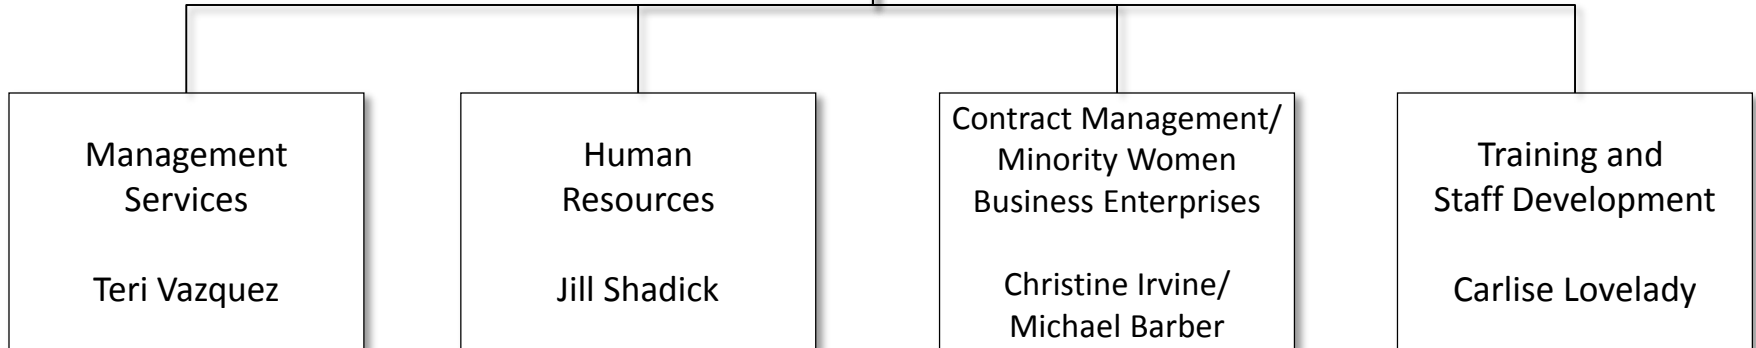 Management
Services
Teri Vazquez
Human
Resources
Jill Shadick
Contract Management/
Minority Women
Business Enterprises
Christine Irvine/
Michael Barber
Training and
Staff Development
Carlise Lovelady